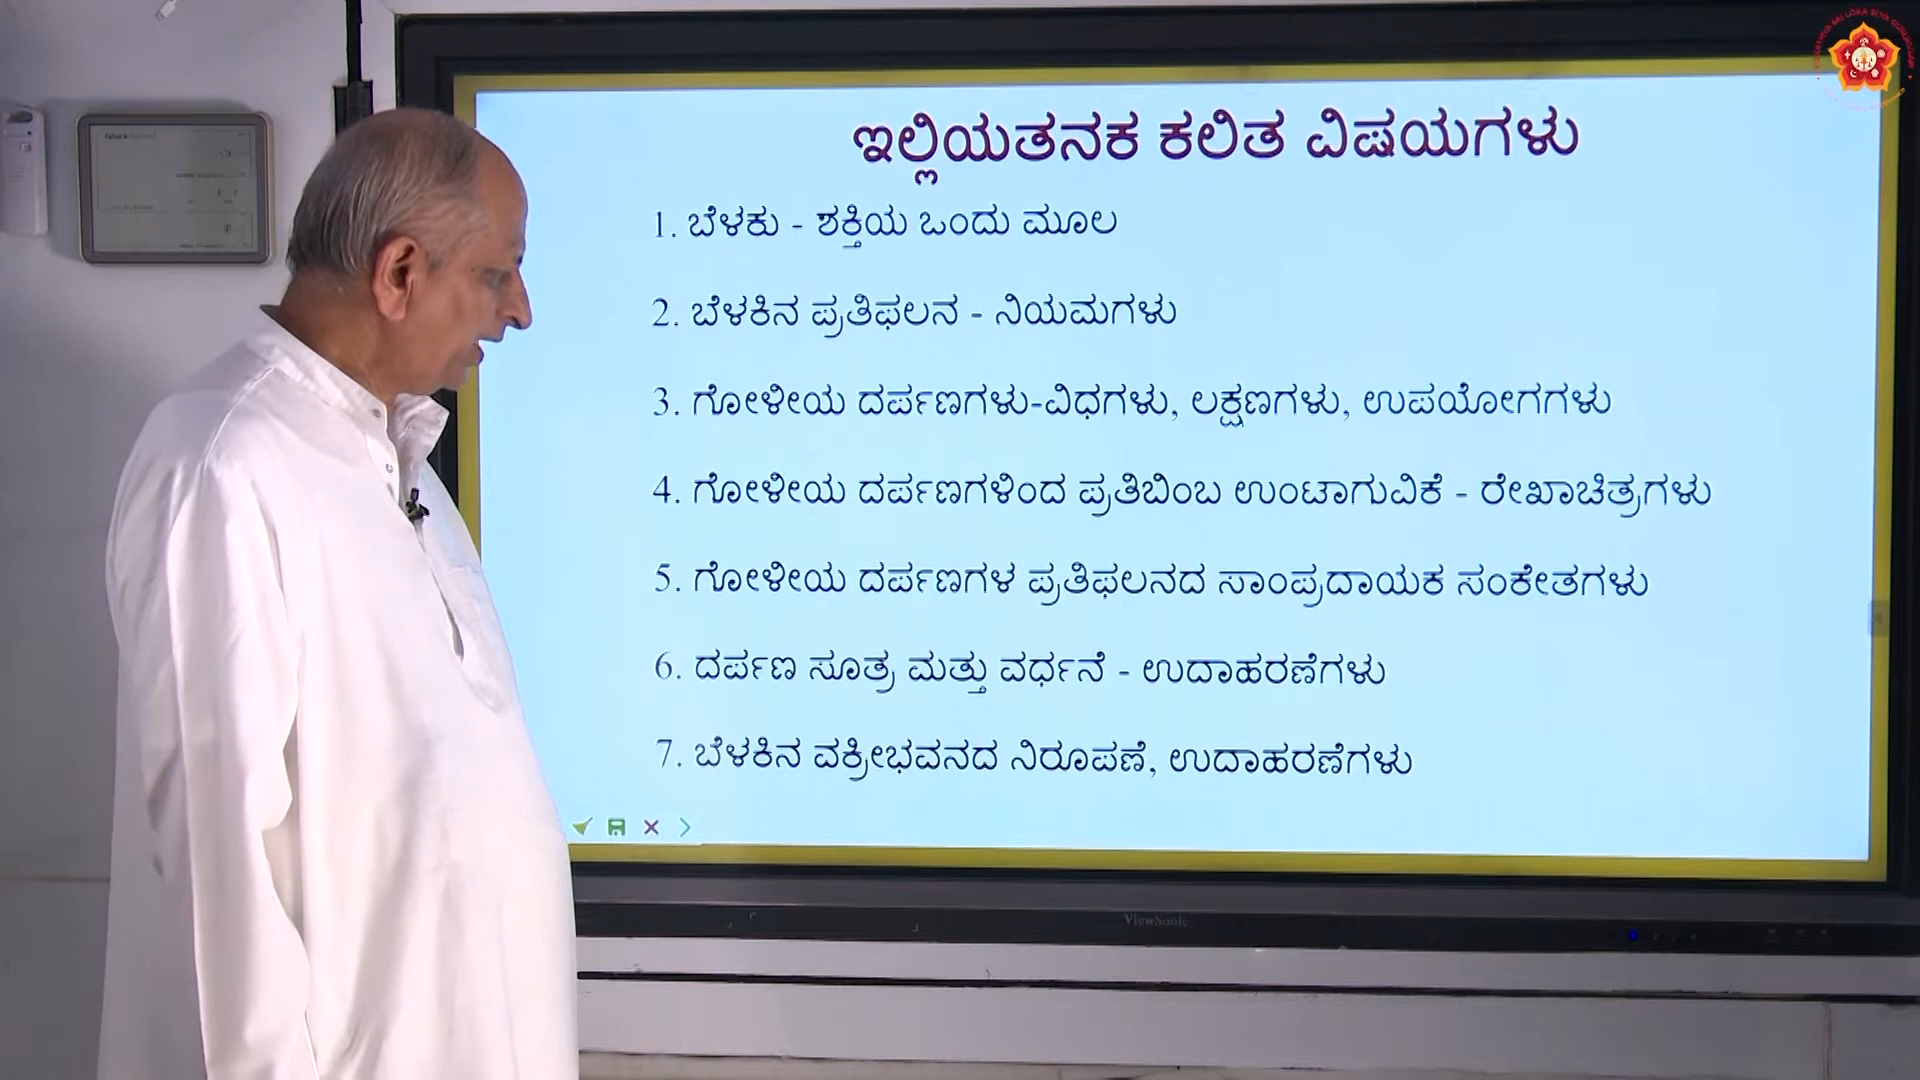 ಇಲ್ಲಿಯತನಕ ಕಲಿತ ವಿಷಯಗಳು
1. ಬೆಳಕು - ಶಕ್ತಿಯ ಒಂದು ಮೂಲ
2. ಬೆಳಕಿನ ಪ್ರತಿಫಲನ - ನಿಯಮಗಳು
3. ಗೋಳೀಯ ದರ್ಪಣಗಳು-ವಿಧಗಳು, ಲಕ್ಷಣಗಳು, ಉಪಯೋಗಗಳು
4. ಗೋಳೀಯ ದರ್ಪಣಗಳಿಂದ ಪ್ರತಿಬಿಂಬ ಉಂಟಾಗುವಿಕೆ - ರೇಖಾಚಿತ್ರಗಳು
5. ಗೋಳೀಯ ದರ್ಪಣಗಳ ಪ್ರತಿಫಲನದ ಸಾಂಪ್ರದಾಯಕ ಸಂಕೇತಗಳು
6. ದರ್ಪಣ ಸೂತ್ರ ಮತ್ತು ವರ್ಧನೆ - ಉದಾಹರಣೆಗಳು
7. ಬೆಳಕಿನ ವಕ್ರೀಭವನದ ನಿರೂಪಣೆ, ಉದಾಹರಣೆಗಳು
ViewSonic